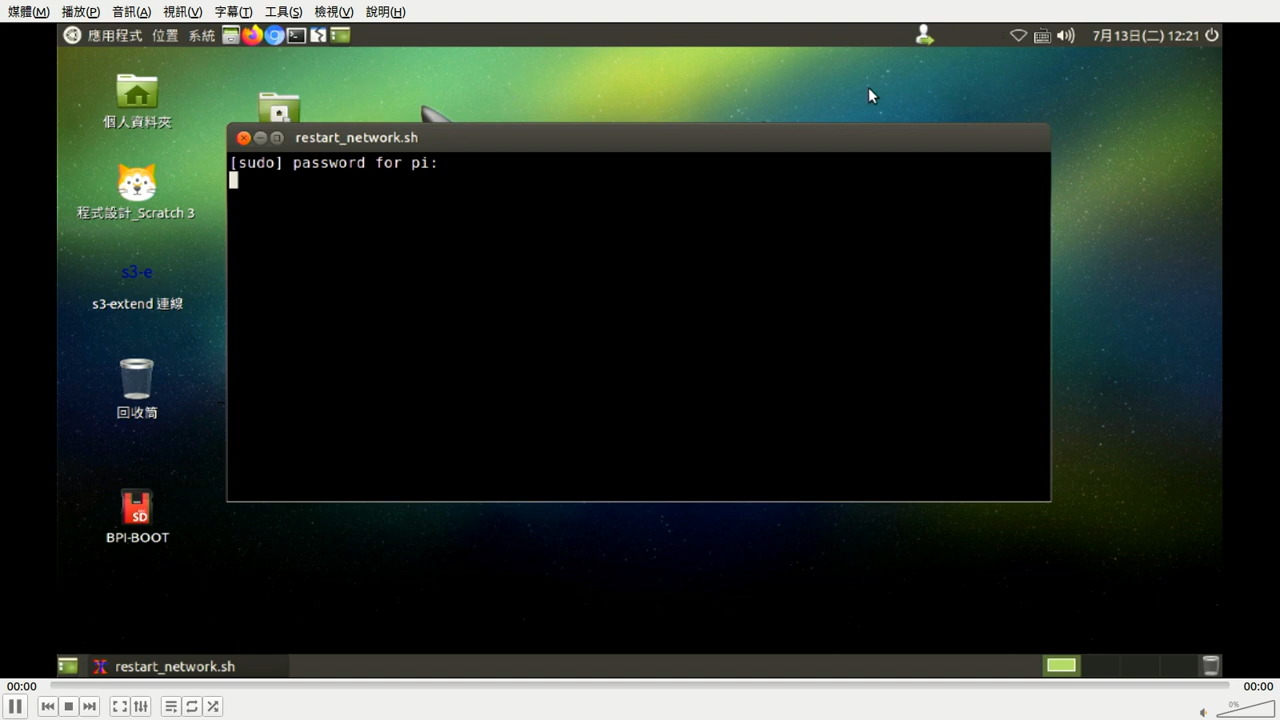 媒體(M) 播放(P) 音訊(A) 視訊(V) 字幕(T) 工具(S) 檢視(V) 說明(H)
應用程式 位置 系統 7月13日(二) 12:21
個人資料夾
restart_network.sh
[sudo] password for pi:
程式設計_Scratch 3
s3-e
s3-extend 連線
回收筒
SD
BPI-BOOT
restart_network.sh
00:00 00:00
0%